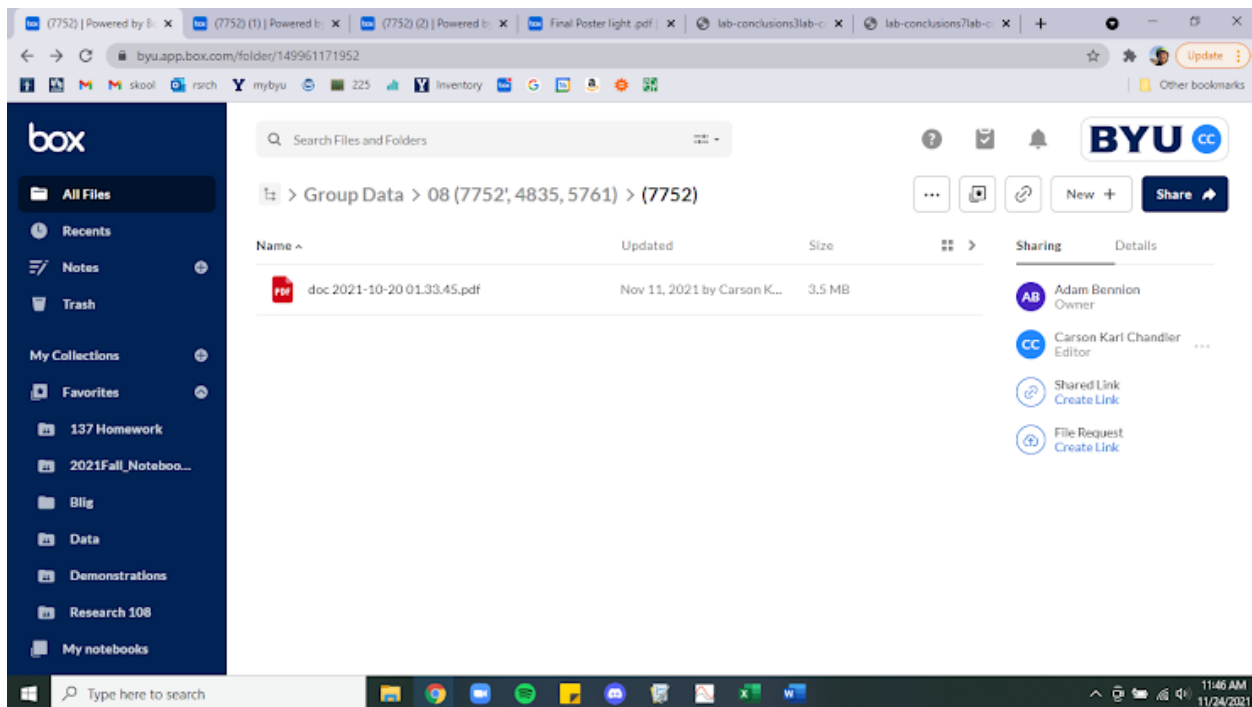 (7752) | Powered by B
(7752) (1) | Powered b
(7752) (2) | Powered b
Final Poster light .pdf |
lab-conclusions3lab-c
lab-conclusions7lab-c
byu.app.box.com/folder/149961171952
Update
skool
rsrch
mybyu
225
Inventory
Other bookmarks
box
Search Files and Folders
BYU
CC
All Files
Recents
Notes
Trash
My Collections
Favorites
137 Homework
2021Fall_Noteboo...
Blig
Data
Demonstrations
Research 108
My notebooks
Group Data > 08 (7752', 4835, 5761) > (7752)
New +
Share
Name
Updated
Size
PDF
doc 2021-10-20 01.33.45.pdf
Nov 11, 2021 by Carson K...
3.5 MB
Sharing
Details
AB
Adam Bennion
Owner
CC
Carson Karl Chandler
Editor
Shared Link
Create Link
File Request
Create Link
Type here to search
11:46 AM
11/24/2021